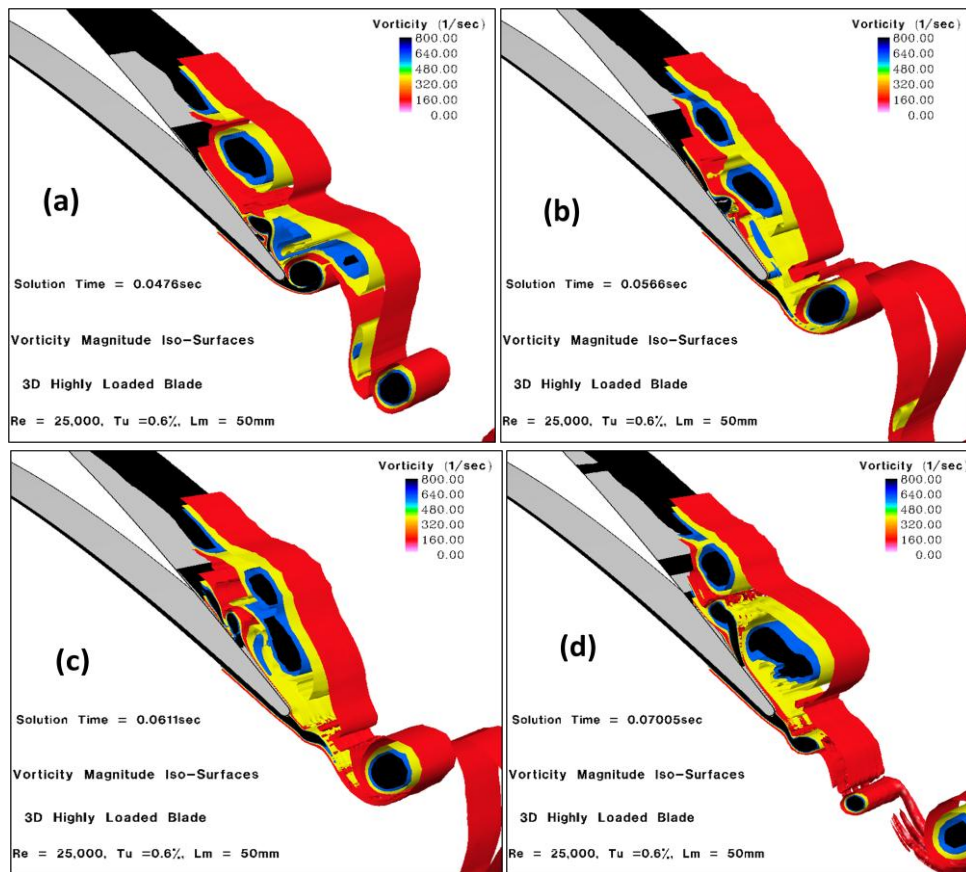 Vorticity (1/sec)
800.00
640.00
480.00
320.00
160.00
0.00
(a)
Solution Time = 0.0476sec
Vorticity Magnitude Iso-Surfaces
3D Highly Loaded Blade
Re = 25,000, Tu =0.6%, Lm = 50mm
Vorticity (1/sec)
800.00
640.00
480.00
320.00
160.00
0.00
(b)
Solution Time = 0.0566sec
Vorticity Magnitude Iso-Surfaces
3D Highly Loaded Blade
Re = 25,000, Tu =0.6%, Lm = 50mm
Vorticity (1/sec)
800.00
640.00
480.00
320.00
160.00
0.00
(c)
Solution Time = 0.0611sec
Vorticity Magnitude Iso-Surfaces
3D Highly Loaded Blade
Re = 25,000, Tu =0.6%, Lm = 50mm
Vorticity (1/sec)
800.00
640.00
480.00
320.00
160.00
0.00
(d)
Solution Time = 0.07005sec
Vorticity Magnitude Iso-Surfaces
3D Highly Loaded Blade
Re = 25,000, Tu =0.6%, Lm = 50mm